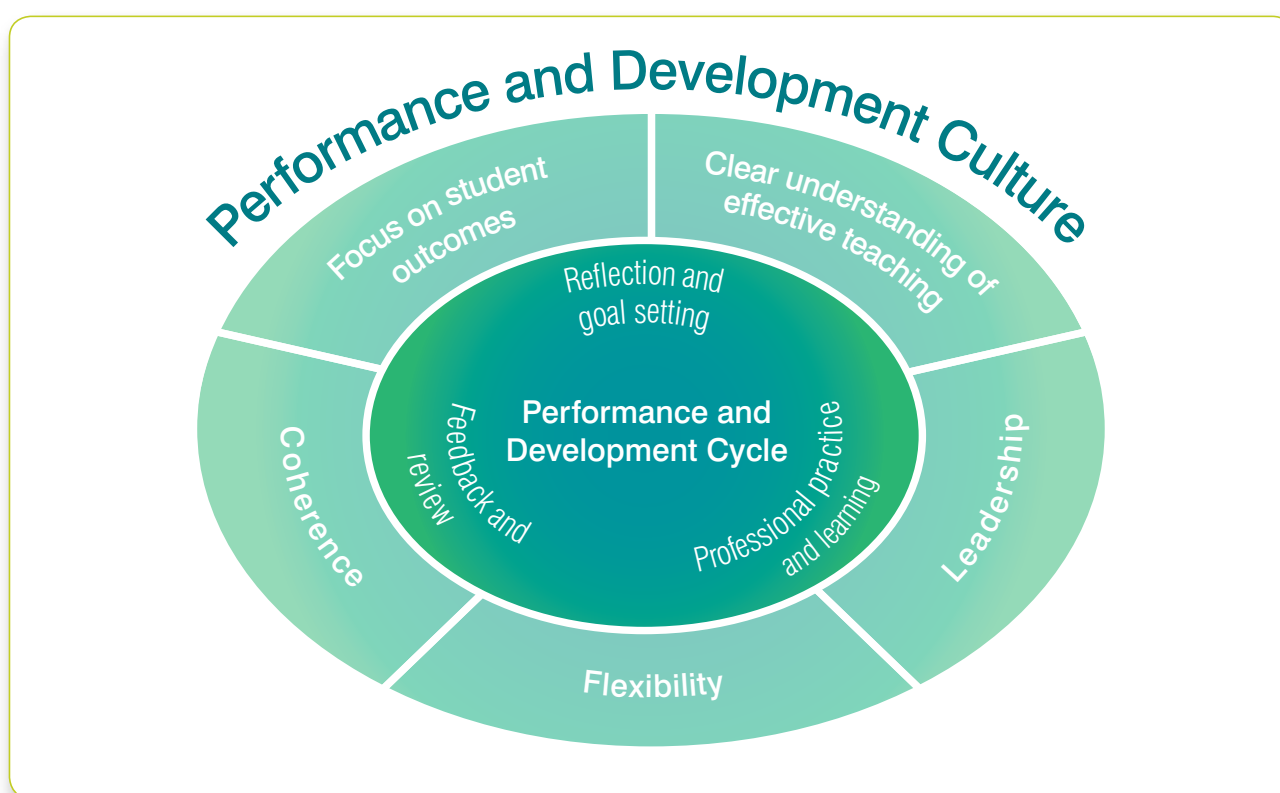 Performance and Development Culture
Focus on student
outcomes
Clear understanding of
effective teaching
Reflection and
goal setting
Performance and
Development Cycle
Feedback and
review
Professional practice
and learning
Coherence
Leadership
Flexibility